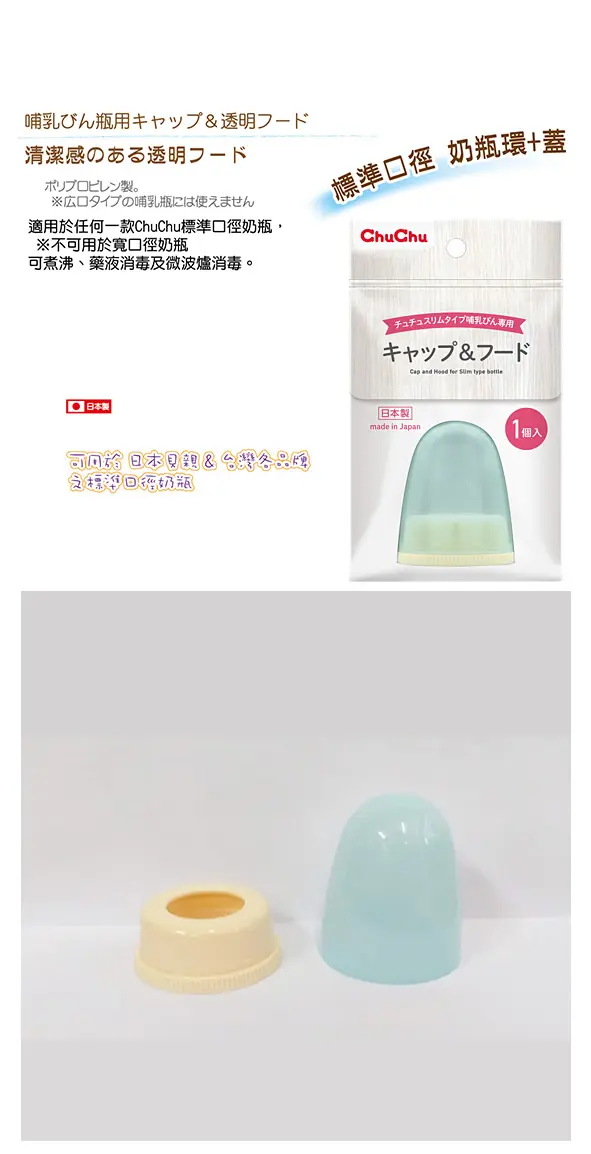 哺乳びん瓶用キャップ＆透明フード
清潔感のある透明フード
標準口徑 奶瓶環+蓋
ポリプロピレン製。
※広口タイプの哺乳瓶には使えません
適用於任何一款ChuChu標準口徑奶瓶，
※不可用於寬口徑奶瓶
可煮沸、藥液消毒及微波爐消毒。
ChuChu
チュチュスリムタイプ哺乳びん専用
キャップ&フード
Cap and Hood for Slim type bottle
日本製
made in Japan
1個入
日本製
可用於 日本貝親 & 台灣各品牌
之標準口徑奶瓶